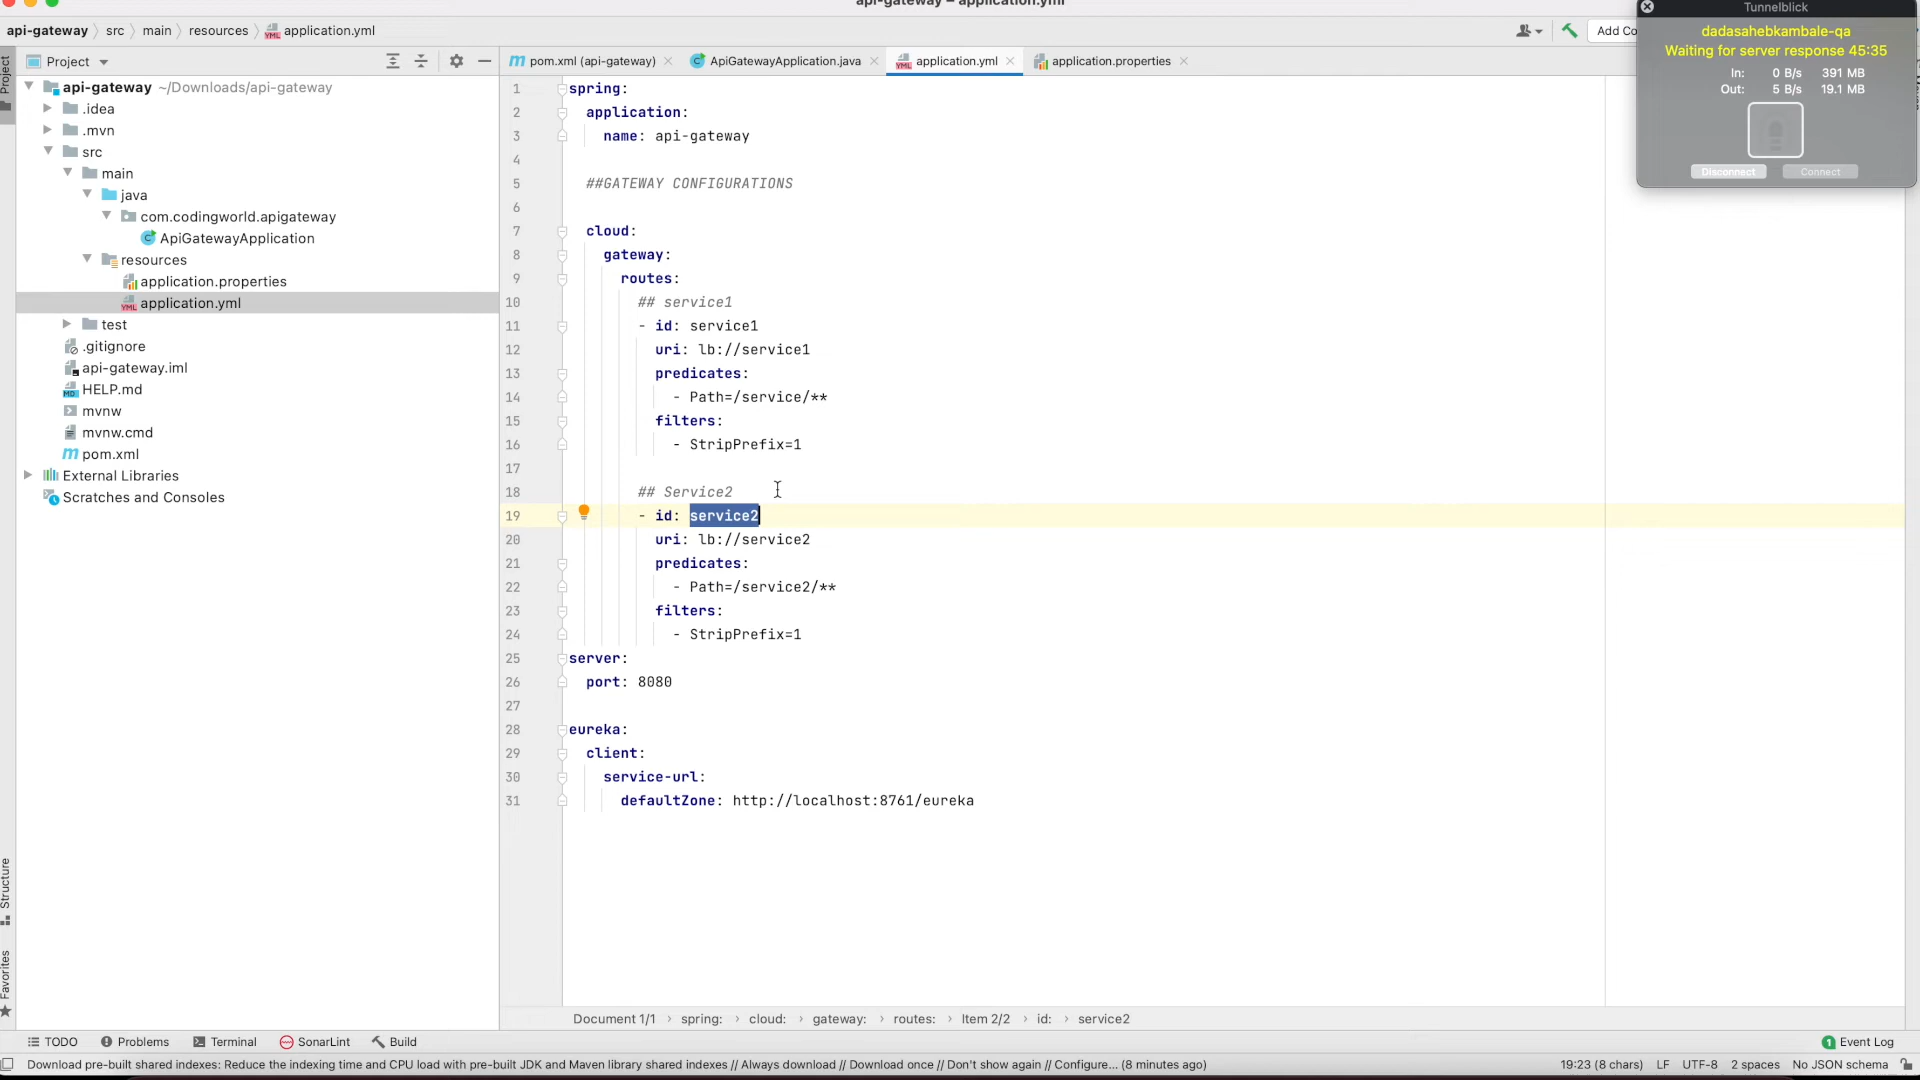 api-gateway – application.yml
api-gateway
src
main
resources
application.yml
Add Co
Tunnelblick
dadasahebkambale-qa
Waiting for server response 45:35
In: 0 B/s 391 MB
Out: 5 B/s 19.1 MB
Disconnect
Connect
Project
Project
pom.xml (api-gateway)
ApiGatewayApplication.java
application.yml
application.properties
api-gateway ~/Downloads/api-gateway
.idea
.mvn
src
main
java
com.codingworld.apigateway
ApiGatewayApplication
resources
application.properties
application.yml
test
.gitignore
api-gateway.iml
HELP.md
mvnw
mvnw.cmd
pom.xml
External Libraries
Scratches and Consoles
1 spring:
2 application:
3 name: api-gateway
4
5 ##GATEWAY CONFIGURATIONS
6
7 cloud:
8 gateway:
9 routes:
10 ## service1
11 - id: service1
12 uri: lb://service1
13 predicates:
14 - Path=/service/**
15 filters:
16 - StripPrefix=1
17
18 ## Service2
19 - id: service2
20 uri: lb://service2
21 predicates:
22 - Path=/service2/**
23 filters:
24 - StripPrefix=1
25 server:
26 port: 8080
27
28 eureka:
29 client:
30 service-url:
31 defaultZone: http://localhost:8761/eureka
Structure
Favorites
Document 1/1 › spring: › cloud: › gateway: › routes: › Item 2/2 › id: › service2
TODO
Problems
Terminal
SonarLint
Build
1 Event Log
Download pre-built shared indexes: Reduce the indexing time and CPU load with pre-built JDK and Maven library shared indexes // Always download // Download once // Don't show again // Configure... (8 minutes ago)
19:23 (8 chars) LF UTF-8 2 spaces No JSON schema